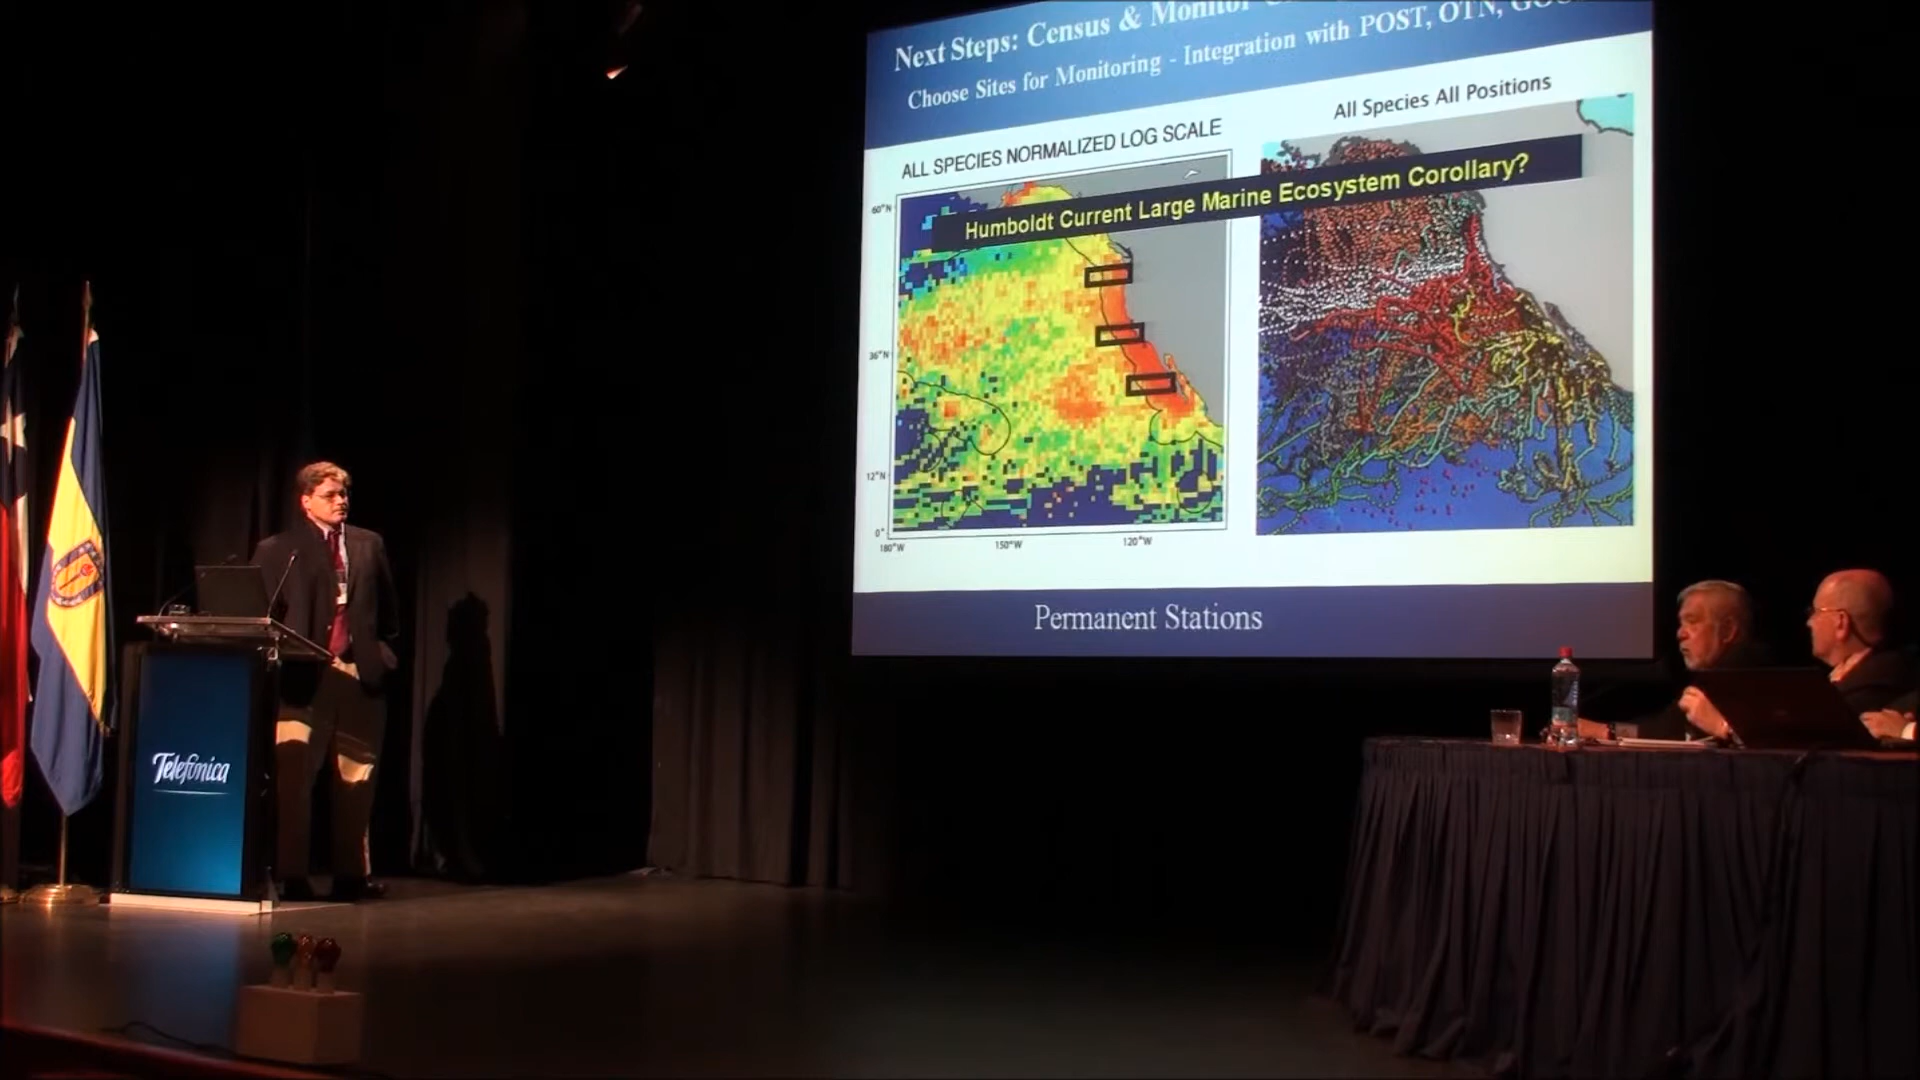 Next Steps: Census & Monitor
Choose Sites for Monitoring - Integration with POST, OTN,
All Species All Positions
ALL SPECIES NORMALIZED LOG SCALE
Humboldt Current Large Marine Ecosystem Corollary?
60°N
36°N
12°N
0°
180°W
150°W
120°W
Permanent Stations
Telefonica